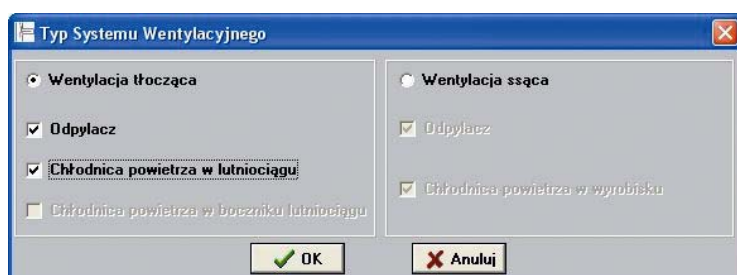 Typ Systemu Wentylacyjnego
Wentylacja tłocząca
Odpylacz
Chłodnica powietrza w lutniociągu
Chłodnica powietrza w boczniku lutniociągu
Wentylacja ssąca
Odpylacz
Chłodnica powietrza w wyrobisku
OK
Anuluj